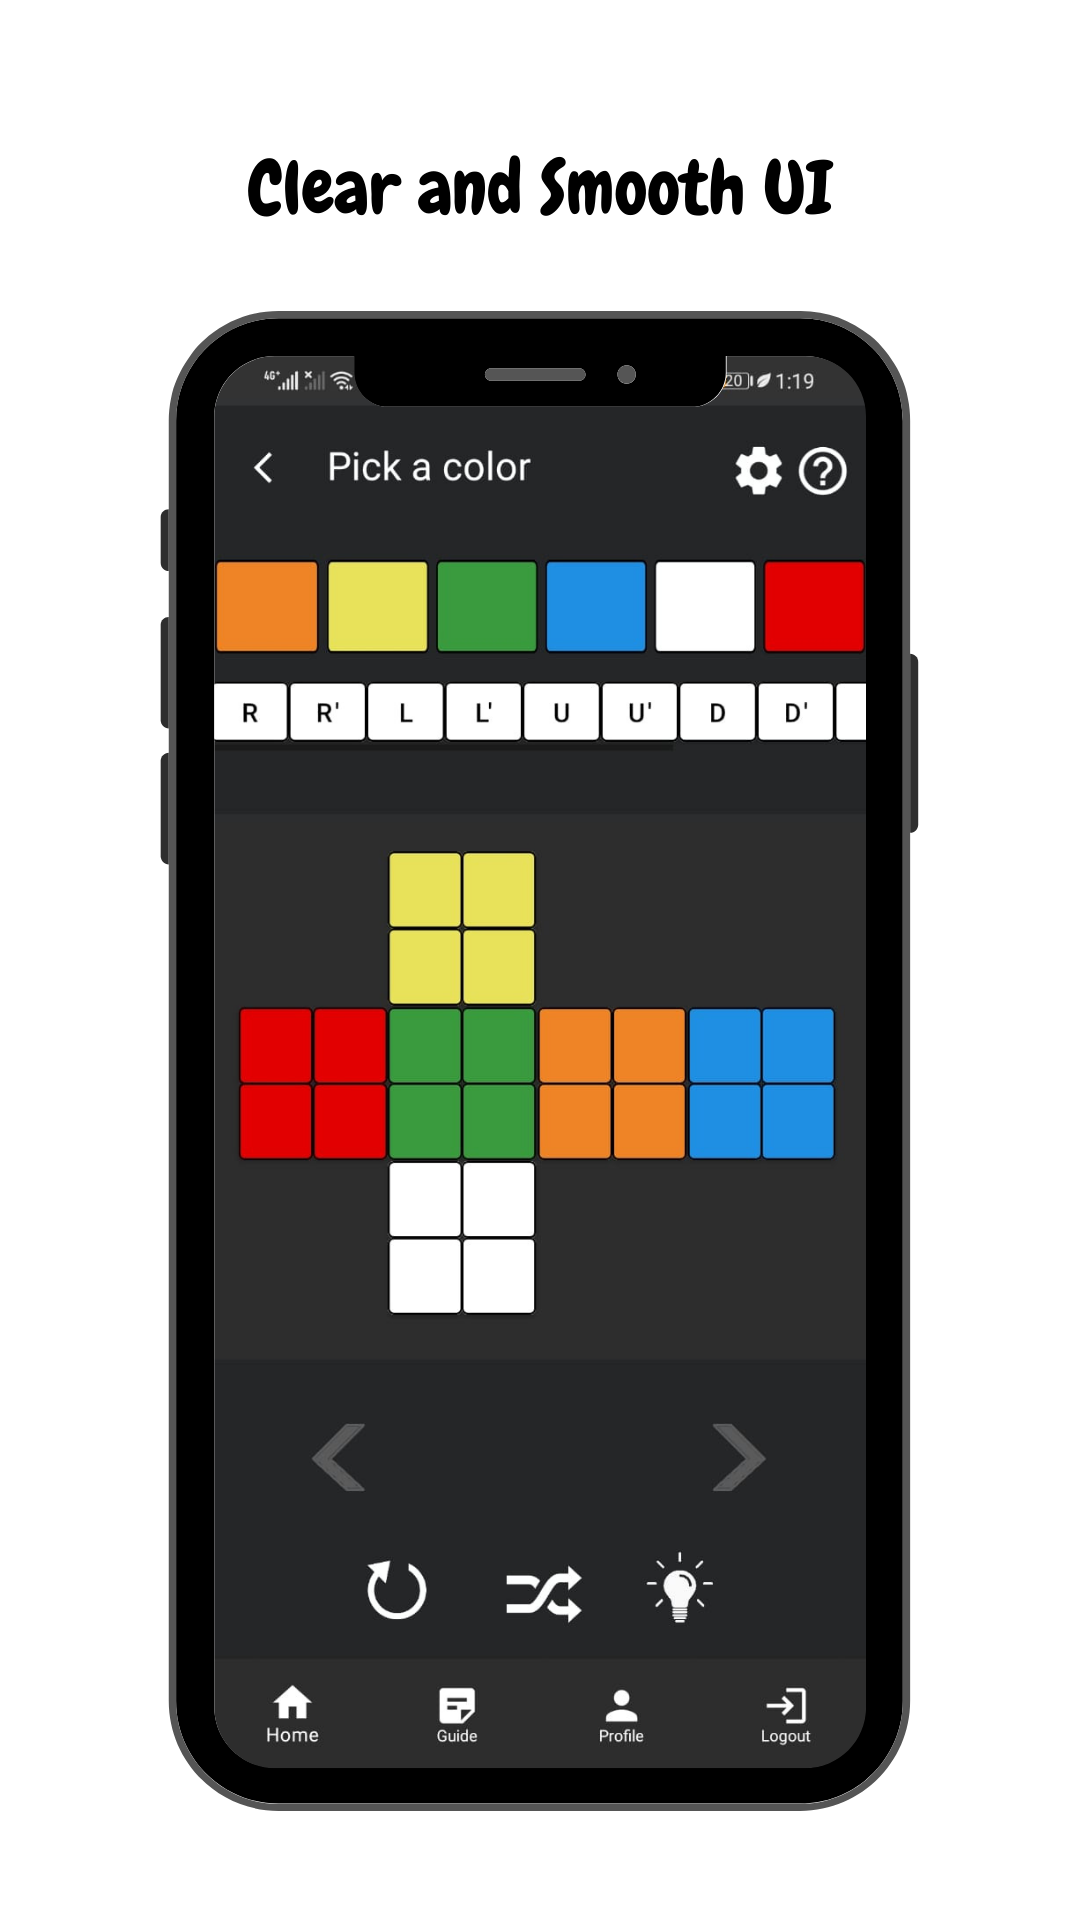 Clear and Smooth UI
4G+ 20 1:19
Pick a color
R R' L L' U U' D D'
Home Guide Profile Logout